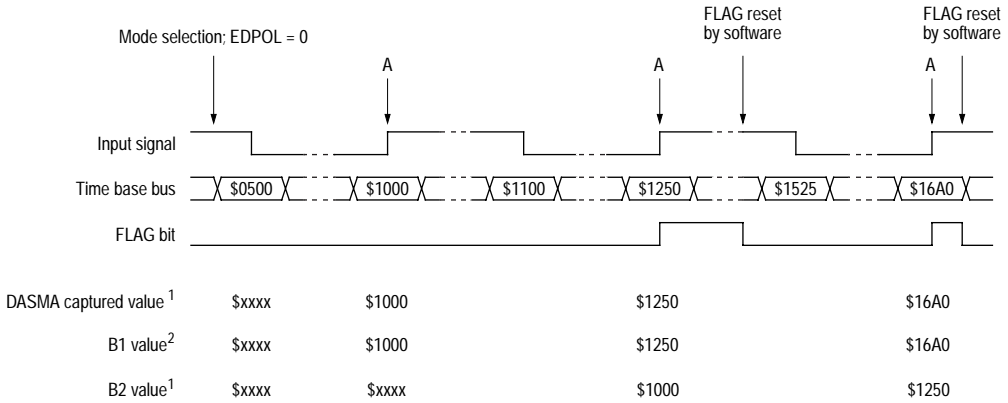 FLAG reset
by software
FLAG reset
by software
Mode selection; EDPOL = 0
A
A
A
Input signal
Time base bus $0500 $1000 $1100 $1250 $1525 $16A0
FLAG bit
DASMA captured value 1 $xxxx $1000 $1250 $16A0
B1 value2 $xxxx $1000 $1250 $16A0
B2 value1 $xxxx $xxxx $1000 $1250